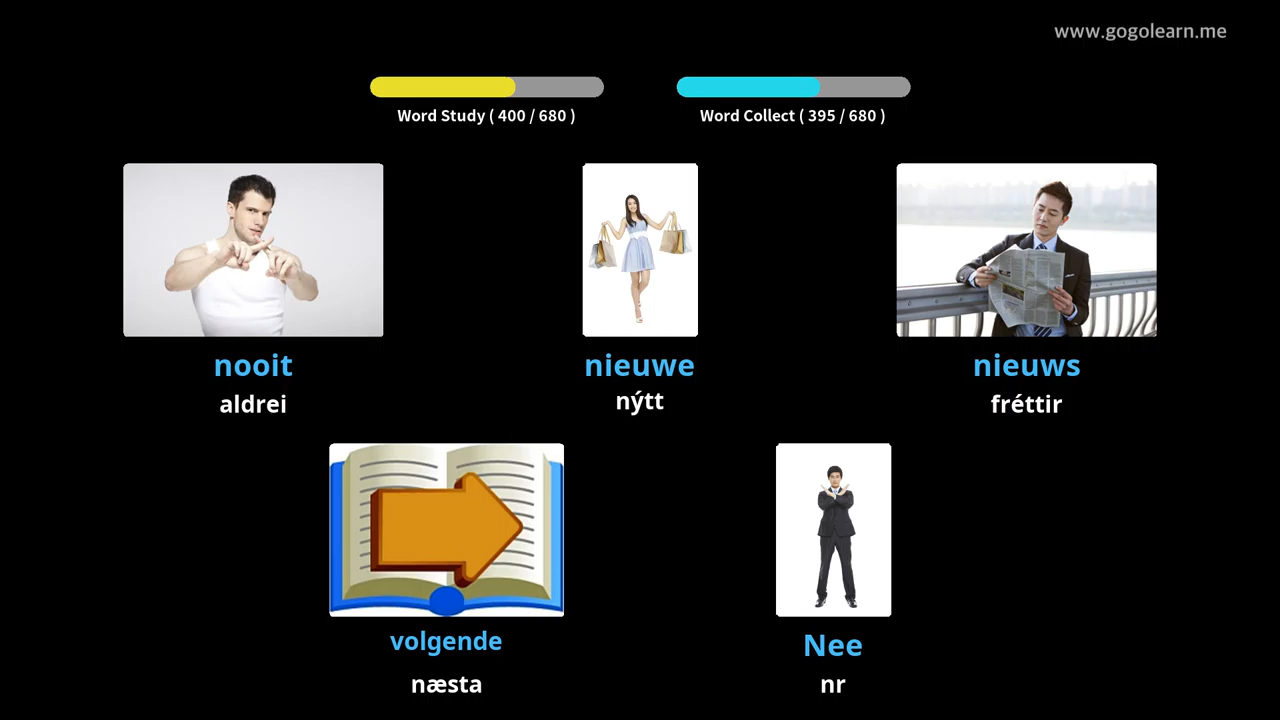 www.gogolearn.me
Word Study ( 400 / 680 )
Word Collect ( 395 / 680 )
nooit
aldrei
nieuwe
nýtt
nieuws
fréttir
volgende
næsta
Nee
nr